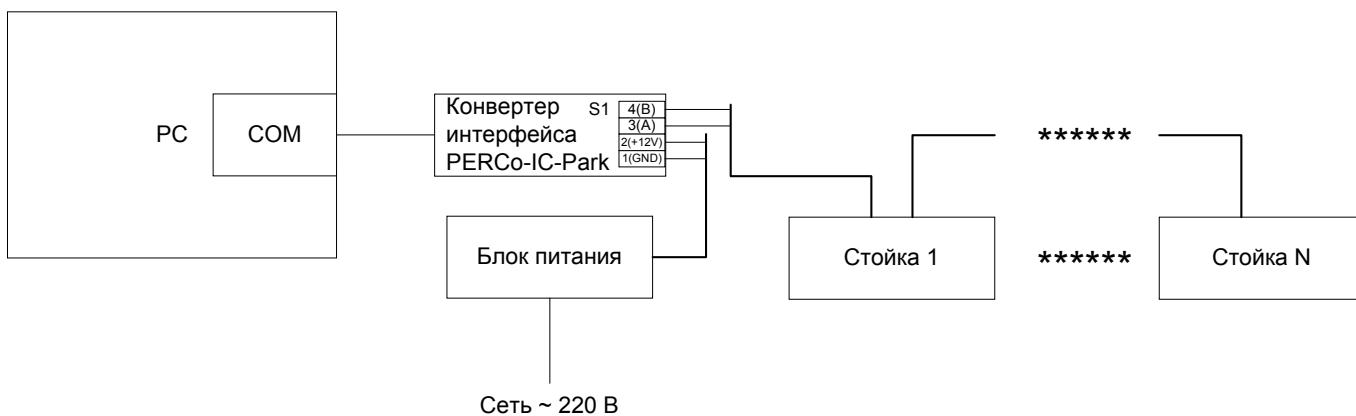 PC
COM
Конвертер
интерфейса
PERCo-IC-Park
S1
4(B)
3(A)
2(+12V)
1(GND)
******
Блок питания
Стойка 1
******
Стойка N
Сеть ~ 220 В